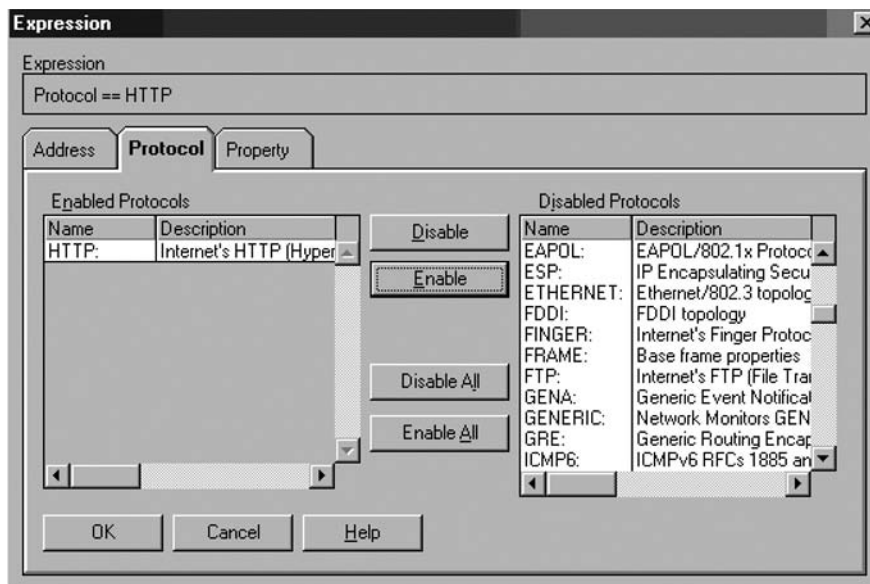 Expression
Expression
Protocol == HTTP
Address Protocol Property
Enabled Protocols
Name Description
HTTP: Internet's HTTP (Hyper
Disable
Enable
Disable All
Enable All
Disabled Protocols
Name Description
EAPOL: EAPOL/802.1x Protoco
ESP: IP Encapsulating Secu
ETHERNET: Ethernet/802.3 topolog
FDDI: FDDI topology
FINGER: Internet's Finger Protoc
FRAME: Base frame properties
FTP: Internet's FTP (File Tra
GENA: Generic Event Notifica
GENERIC: Network Monitors GEN
GRE: Generic Routing Encap
ICMP6: ICMPv6 RFCs 1885 an
OK Cancel Help